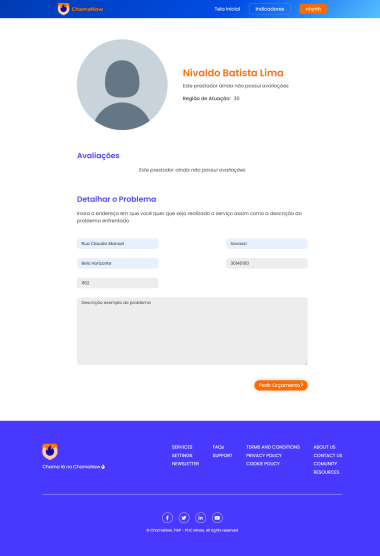 ChamaNow
Tela Inicial
Indicadores
nhynh
Nivaldo Batista Lima
Este prestador ainda não possui avaliações
Região de Atuação: 30
Avaliações
Este prestador ainda não possui avaliações
Detalhar o Problema
Insira o endereço em que você quer que seja realizado o serviço assim como a descrição do
problema enfrentado
Rua Claudio Manoel
Savassi
Belo Horizonte
30140100
1162
Descrição exemplo de problema
Pedir Orçamento?
Chama lá no ChamaNow
SERVICES
SETTINGS
NEWSLETTER
FAQs
SUPPORT
TERMS AND CONDITIONS
PRIVACY POLICY
COOKIE POLICY
ABOUT US
CONTACT US
COMUNITY
RESOURCES
© ChamaNow. TIAP - PUC Minas. All rights reserved